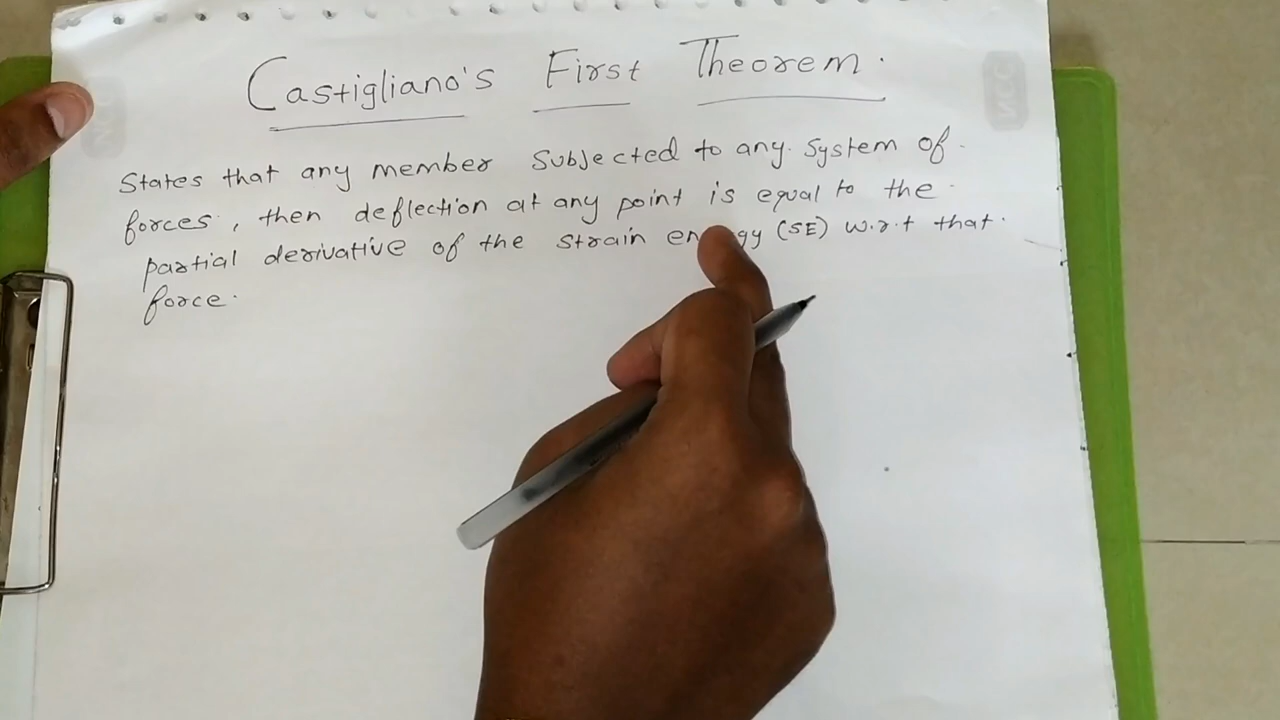 Castigliano's First Theorem.
States that any member subjected to any system of
forces, then deflection at any point is equal to the
partial derivative of the strain energy (SE) w.r.t that
force.